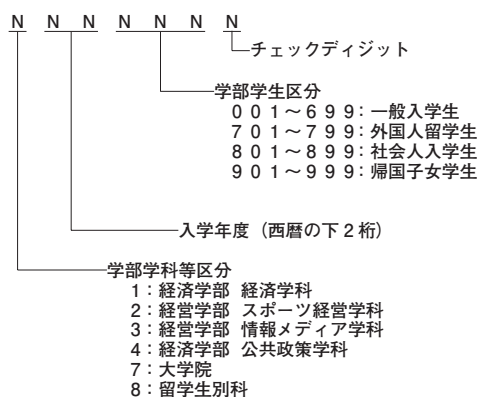 N N N N N N N
チェックディジット
学部学生区分
００１～６９９：一般入学生
７０１～７９９：外国人留学生
８０１～８９９：社会人入学生
９０１～９９９：帰国子女学生
入学年度（西暦の下２桁）
学部学科等区分
１：経済学部 経済学科
２：経営学部 スポーツ経営学科
３：経営学部 情報メディア学科
４：経済学部 公共政策学科
７：大学院
８：留学生別科